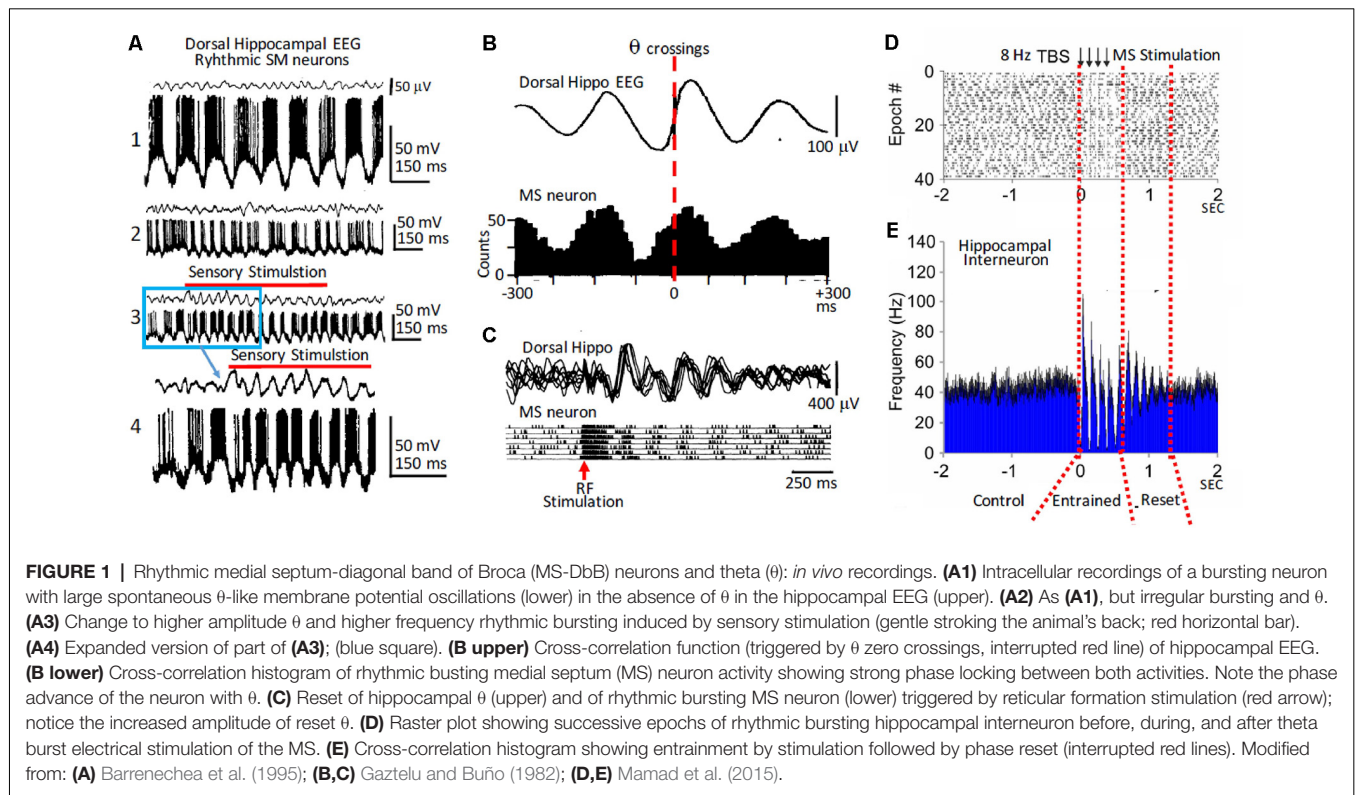 A
Dorsal Hippocampal EEG
Ryhthmic SM neurons
50 µV
1
50 mV
150 ms
2
50 mV
150 ms
Sensory Stimulstion
3
50 mV
150 ms
Sensory Stimulstion
4
50 mV
150 ms
B
θ crossings
Dorsal Hippo EEG
100 µV
MS neuron
50
Counts
0
-300
0
+300
ms
C
Dorsal Hippo
400 µV
MS neuron
RF
Stimulation
250 ms
D
8 Hz TBS
MS Stimulation
Epoch #
0
20
40
-2
-1
0
1
2
SEC
E
Hippocampal
Interneuron
Frequency (Hz)
140
120
100
80
60
40
20
0
-2
-1
0
1
2
SEC
Control
Entrained
Reset
FIGURE 1 | Rhythmic medial septum-diagonal band of Broca (MS-DbB) neurons and theta (θ): in vivo recordings. (A1) Intracellular recordings of a bursting neuron
with large spontaneous θ-like membrane potential oscillations (lower) in the absence of θ in the hippocampal EEG (upper). (A2) As (A1), but irregular bursting and θ.
(A3) Change to higher amplitude θ and higher frequency rhythmic bursting induced by sensory stimulation (gentle stroking the animal's back; red horizontal bar).
(A4) Expanded version of part of (A3); (blue square). (B upper) Cross-correlation function (triggered by θ zero crossings, interrupted red line) of hippocampal EEG.
(B lower) Cross-correlation histogram of rhythmic busting medial septum (MS) neuron activity showing strong phase locking between both activities. Note the phase
advance of the neuron with θ. (C) Reset of hippocampal θ (upper) and of rhythmic bursting MS neuron (lower) triggered by reticular formation stimulation (red arrow);
notice the increased amplitude of reset θ. (D) Raster plot showing successive epochs of rhythmic bursting hippocampal interneuron before, during, and after theta
burst electrical stimulation of the MS. (E) Cross-correlation histogram showing entrainment by stimulation followed by phase reset (interrupted red lines). Modified
from: (A) Barrenechea et al. (1995); (B,C) Gaztelu and Buño (1982); (D,E) Mamad et al. (2015).